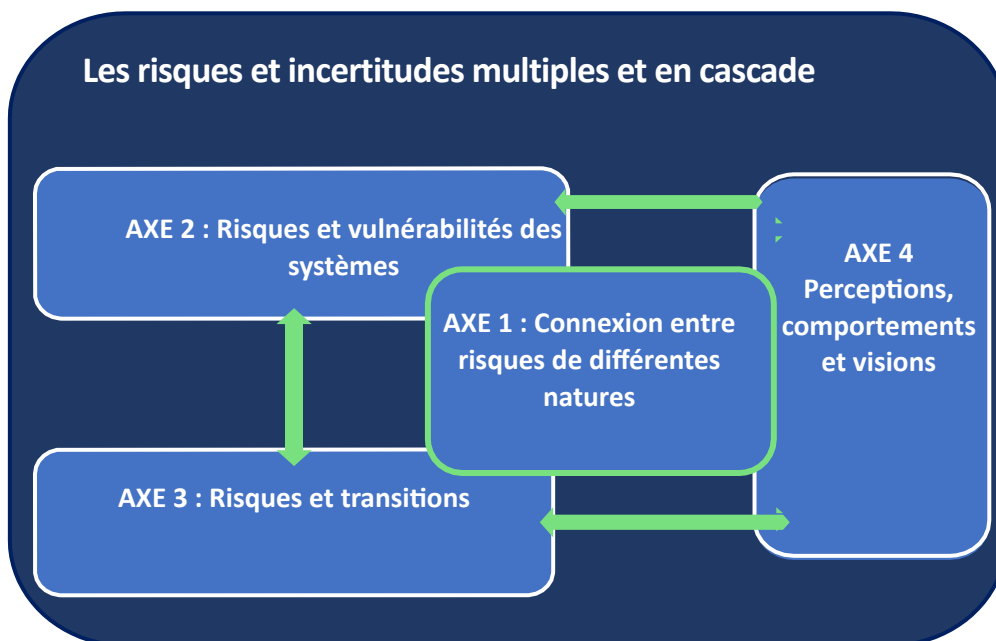 Les risques et incertitudes multiples et en cascade
AXE 2 : Risques et vulnérabilités des
systèmes
AXE 1 : Connexion entre
risques de différentes
natures
AXE 3 : Risques et transitions
AXE 4
Perceptions,
comportements
et visions